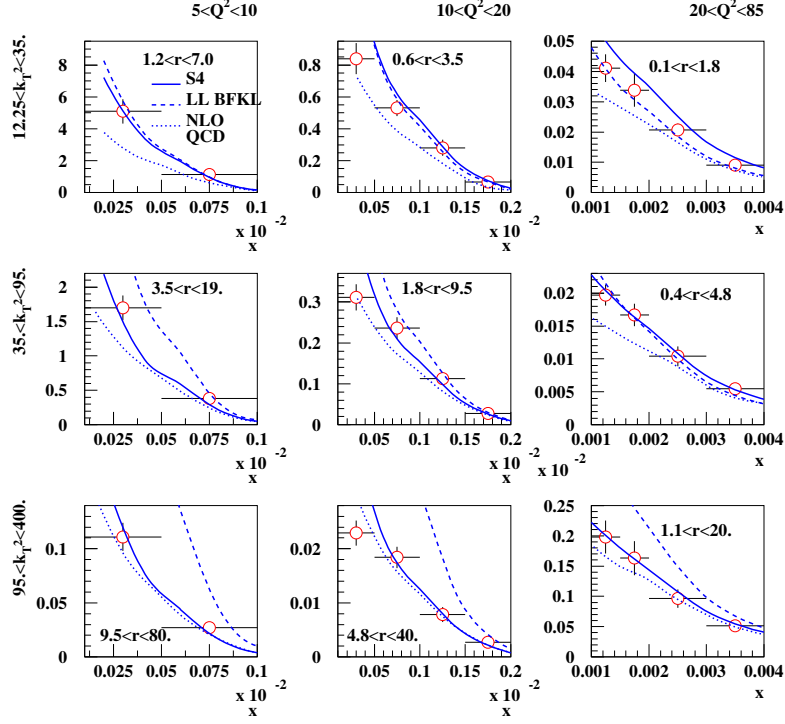 5<Q²<10
10<Q²<20
20<Q²<85
12.25<k_T²<35.
8
6
4
2
0
1.2<r<7.0
S4
LL BFKL
NLO
QCD
0.025 0.05 0.075 0.1
x 10 -2
x
0.8
0.6
0.4
0.2
0
0.6<r<3.5
0.05 0.1 0.15 0.2
x 10 -2
x
0.05
0.04
0.03
0.02
0.01
0
0.1<r<1.8
0.001 0.002 0.003 0.004
x
35.<k_T²<95.
2
1.5
1
0.5
0
3.5<r<19.
0.025 0.05 0.075 0.1
x 10 -2
x
0.3
0.2
0.1
0
1.8<r<9.5
0.05 0.1 0.15 0.2
x 10 -2
x
0.02
0.015
0.01
0.005
0
0.4<r<4.8
0.001 0.002 0.003 0.004
x 10 -2
x
95.<k_T²<400.
0.1
0.05
0
9.5<r<80.
0.025 0.05 0.075 0.1
x 10 -2
x
0.02
0.01
0
4.8<r<40.
0.05 0.1 0.15 0.2
x 10 -2
x
0.25
0.2
0.15
0.1
0.05
0
1.1<r<20.
0.001 0.002 0.003 0.004
x